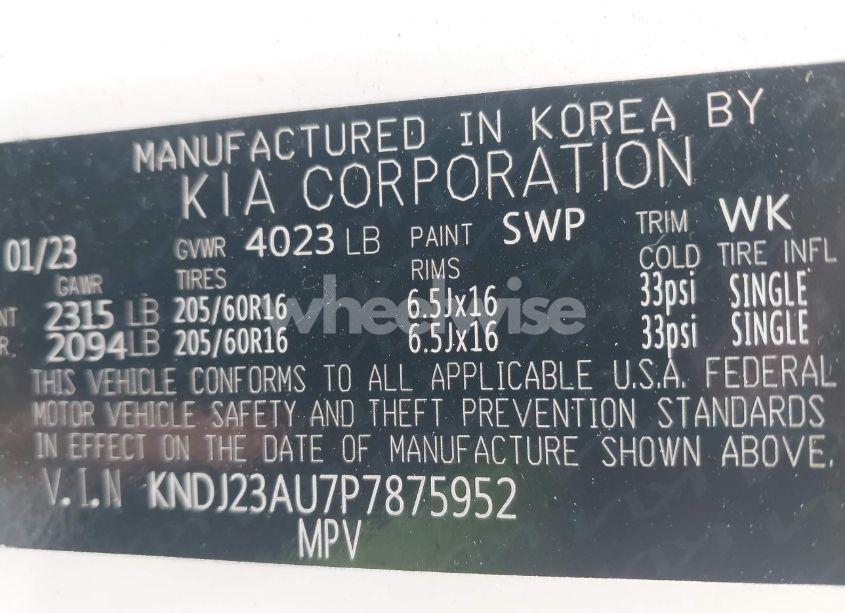 MANUFACTURED IN KOREA BY
KIA CORPORATION
01/23 GVWR 4023 LB PAINT SWP TRIM WK
GAWR TIRES RIMS COLD TIRE INFL
NT 2315 LB 205/60R16 6.5Jx16 33psi SINGLE
R. 2094 LB 205/60R16 6.5Jx16 33psi SINGLE
wheelwise
THIS VEHICLE CONFORMS TO ALL APPLICABLE U.S.A. FEDERAL
MOTOR VEHICLE SAFETY AND THEFT PREVENTION STANDARDS
IN EFFECT ON THE DATE OF MANUFACTURE SHOWN ABOVE.
V.I.N KNDJ23AU7P7875952
MPV